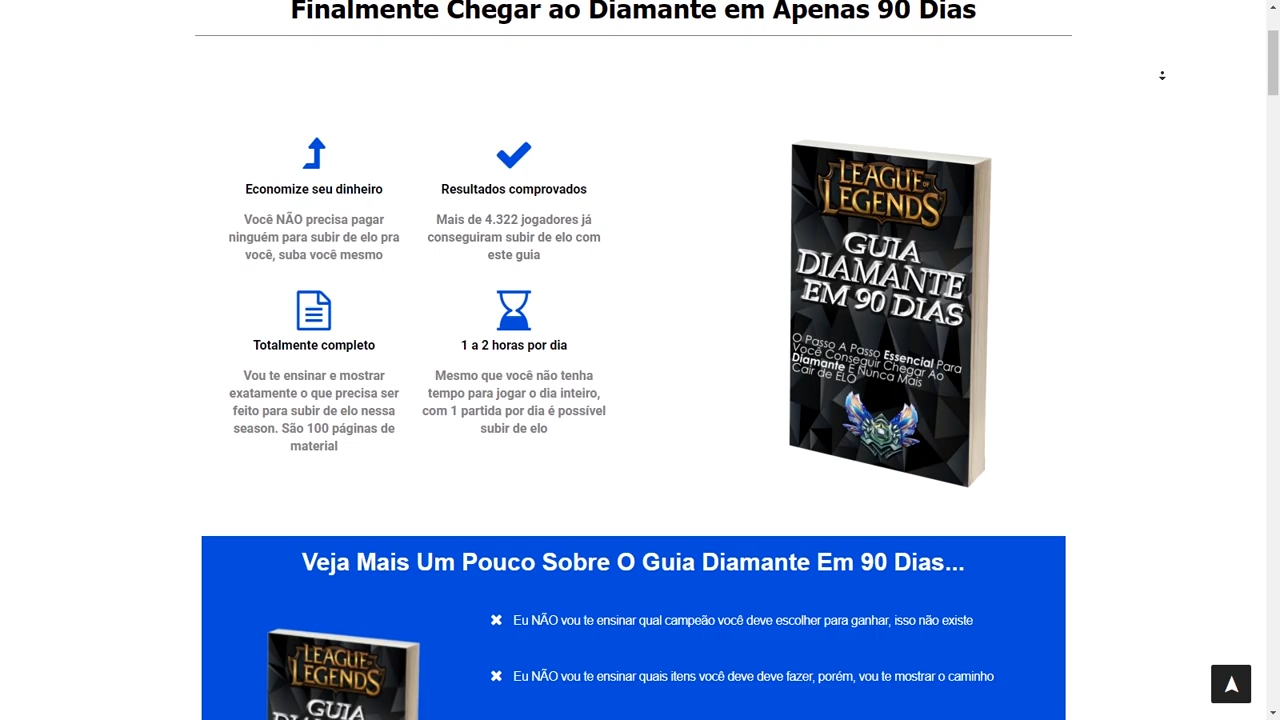 Finalmente Chegar ao Diamante em Apenas 90 Dias
Economize seu dinheiro
Você NÃO precisa pagar
ninguém para subir de elo pra
você, suba você mesmo
Resultados comprovados
Mais de 4.322 jogadores já
conseguiram subir de elo com
este guia
Totalmente completo
Vou te ensinar e mostrar
exatamente o que precisa ser
feito para subir de elo nessa
season. São 100 páginas de
material
1 a 2 horas por dia
Mesmo que você não tenha
tempo para jogar o dia inteiro,
com 1 partida por dia é possível
subir de elo
LEAGUE OF
LEGENDS
GUIA
DIAMANTE
EM 90 DIAS
O Passo A Passo Essencial Para
Você Conseguir Chegar Ao
Diamante E Nunca Mais
Cair de ELO
Veja Mais Um Pouco Sobre O Guia Diamante Em 90 Dias...
Eu NÃO vou te ensinar qual campeão você deve escolher para ganhar, isso não existe
Eu NÃO vou te ensinar quais itens você deve deve fazer, porém, vou te mostrar o caminho
LEAGUE OF
LEGENDS
GUIA
DIAMANTE